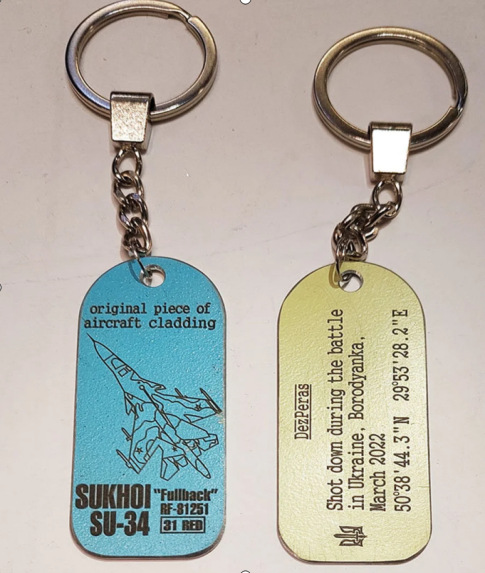 original piece of
aircraft cladding
SUKHOI "Fullback"
SU-34 RF-81251
31 RED
DezPeras
Shot down during the battle
in Ukraine, Borodyanka,
March 2022
50°38'44.3"N 29°53'28.2"E